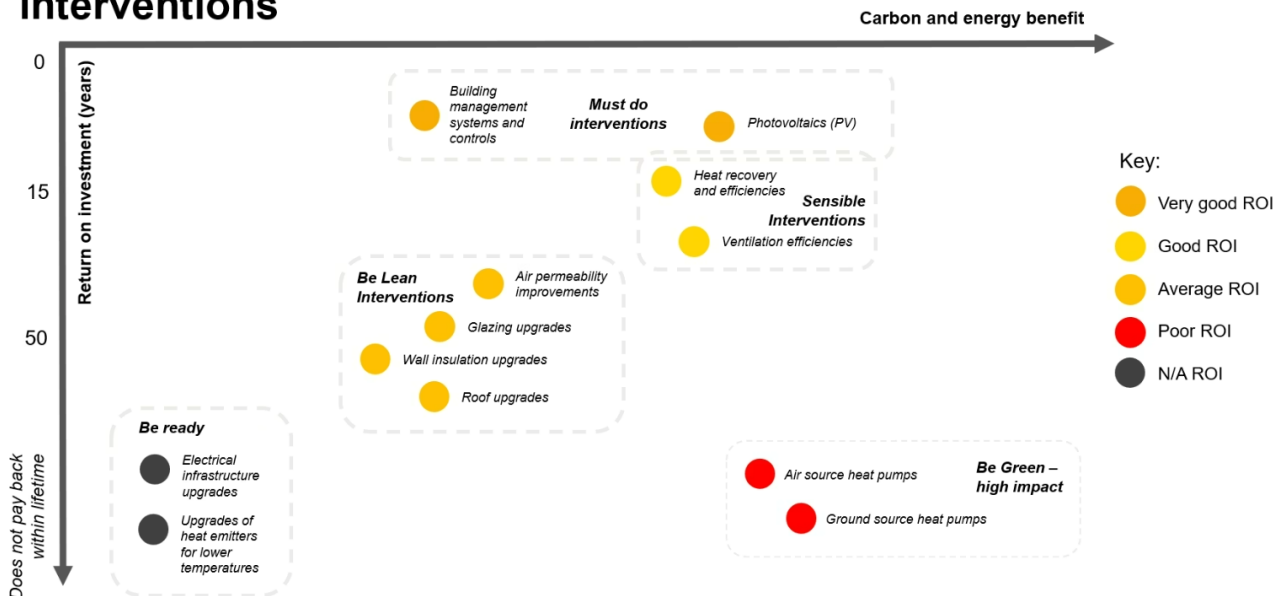 interventions
Carbon and energy benefit
0
15
50
Return on investment (years)
Does not pay back
within lifetime
Building
management
systems and
controls
Must do
interventions
Photovoltaics (PV)
Heat recovery
and efficiencies
Sensible
Interventions
Ventilation efficiencies
Be Lean
Interventions
Air permeability
improvements
Glazing upgrades
Wall insulation upgrades
Roof upgrades
Be ready
Electrical
infrastructure
upgrades
Upgrades of
heat emitters
for lower
temperatures
Air source heat pumps
Be Green –
high impact
Ground source heat pumps
Key:
Very good ROI
Good ROI
Average ROI
Poor ROI
N/A ROI